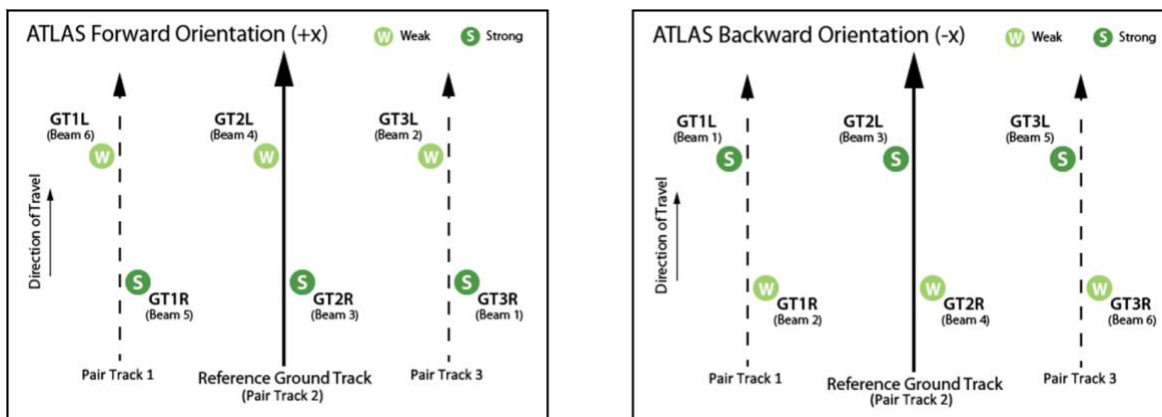 ATLAS Forward Orientation (+x)
W Weak
S Strong
GT1L
(Beam 6)
W
GT2L
(Beam 4)
W
GT3L
(Beam 2)
W
Direction of Travel
S
GT1R
(Beam 5)
S
GT2R
(Beam 3)
S
GT3R
(Beam 1)
Pair Track 1
Reference Ground Track
(Pair Track 2)
Pair Track 3
ATLAS Backward Orientation (-x)
W Weak
S Strong
GT1L
(Beam 1)
S
GT2L
(Beam 3)
S
GT3L
(Beam 5)
S
Direction of Travel
W
GT1R
(Beam 2)
W
GT2R
(Beam 4)
W
GT3R
(Beam 6)
Pair Track 1
Reference Ground Track
(Pair Track 2)
Pair Track 3